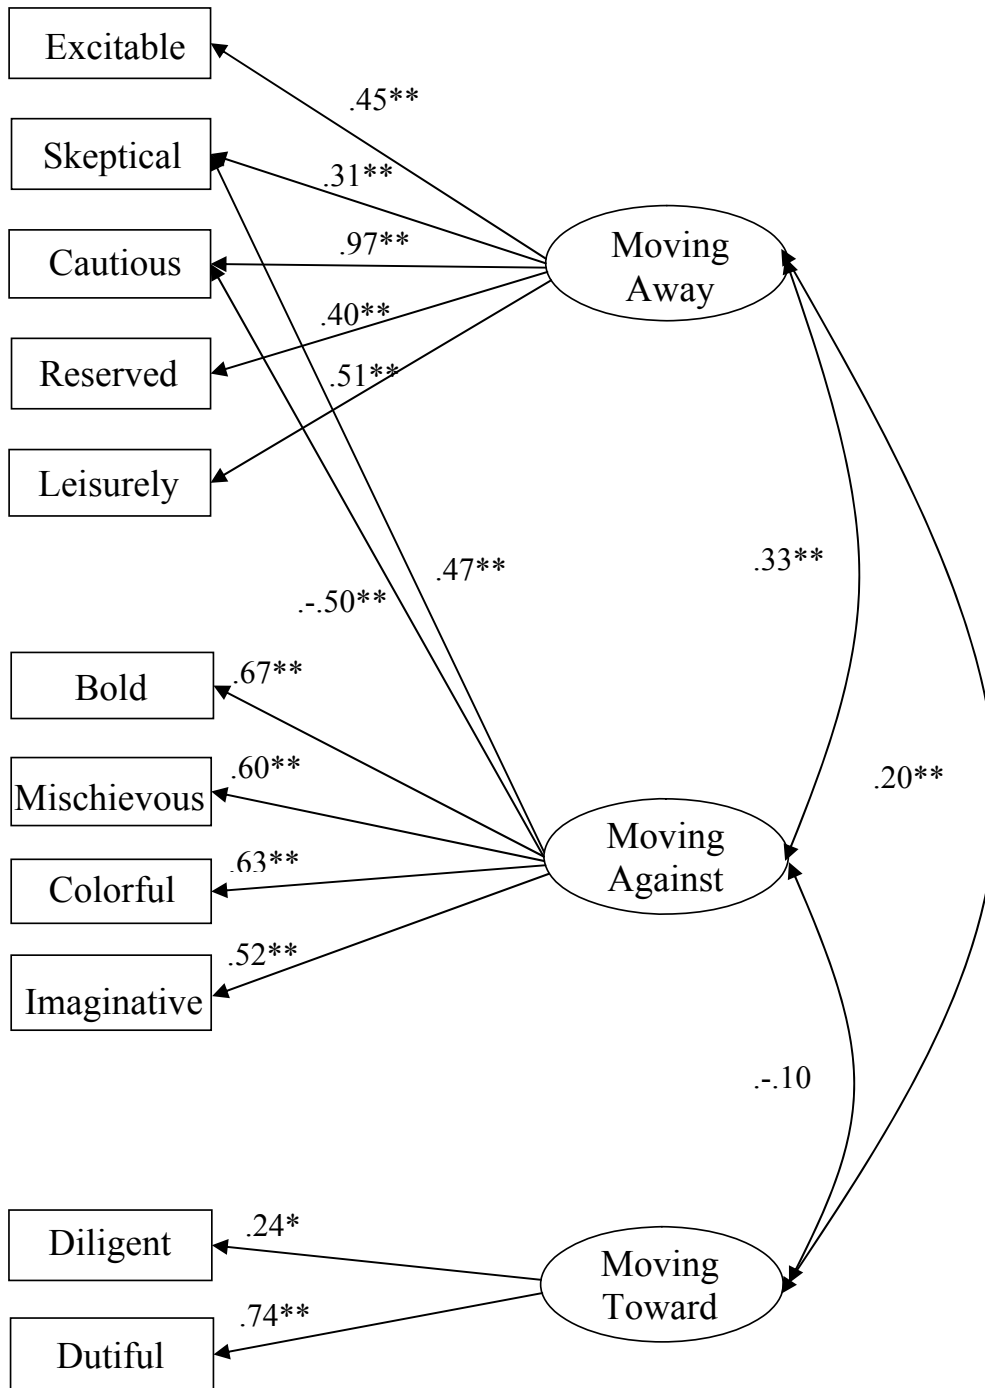 Excitable
.45**
Skeptical
.31**
Cautious
.97**
Moving
Away
Reserved
.40**
.51**
Leisurely
.33**
.47**
.-.50**
Bold
.67**
Mischievous
.60**
.20**
Moving
Against
Colorful
.63**
Imaginative
.52**
.-.10
Diligent
.24*
Moving
Toward
Dutiful
.74**